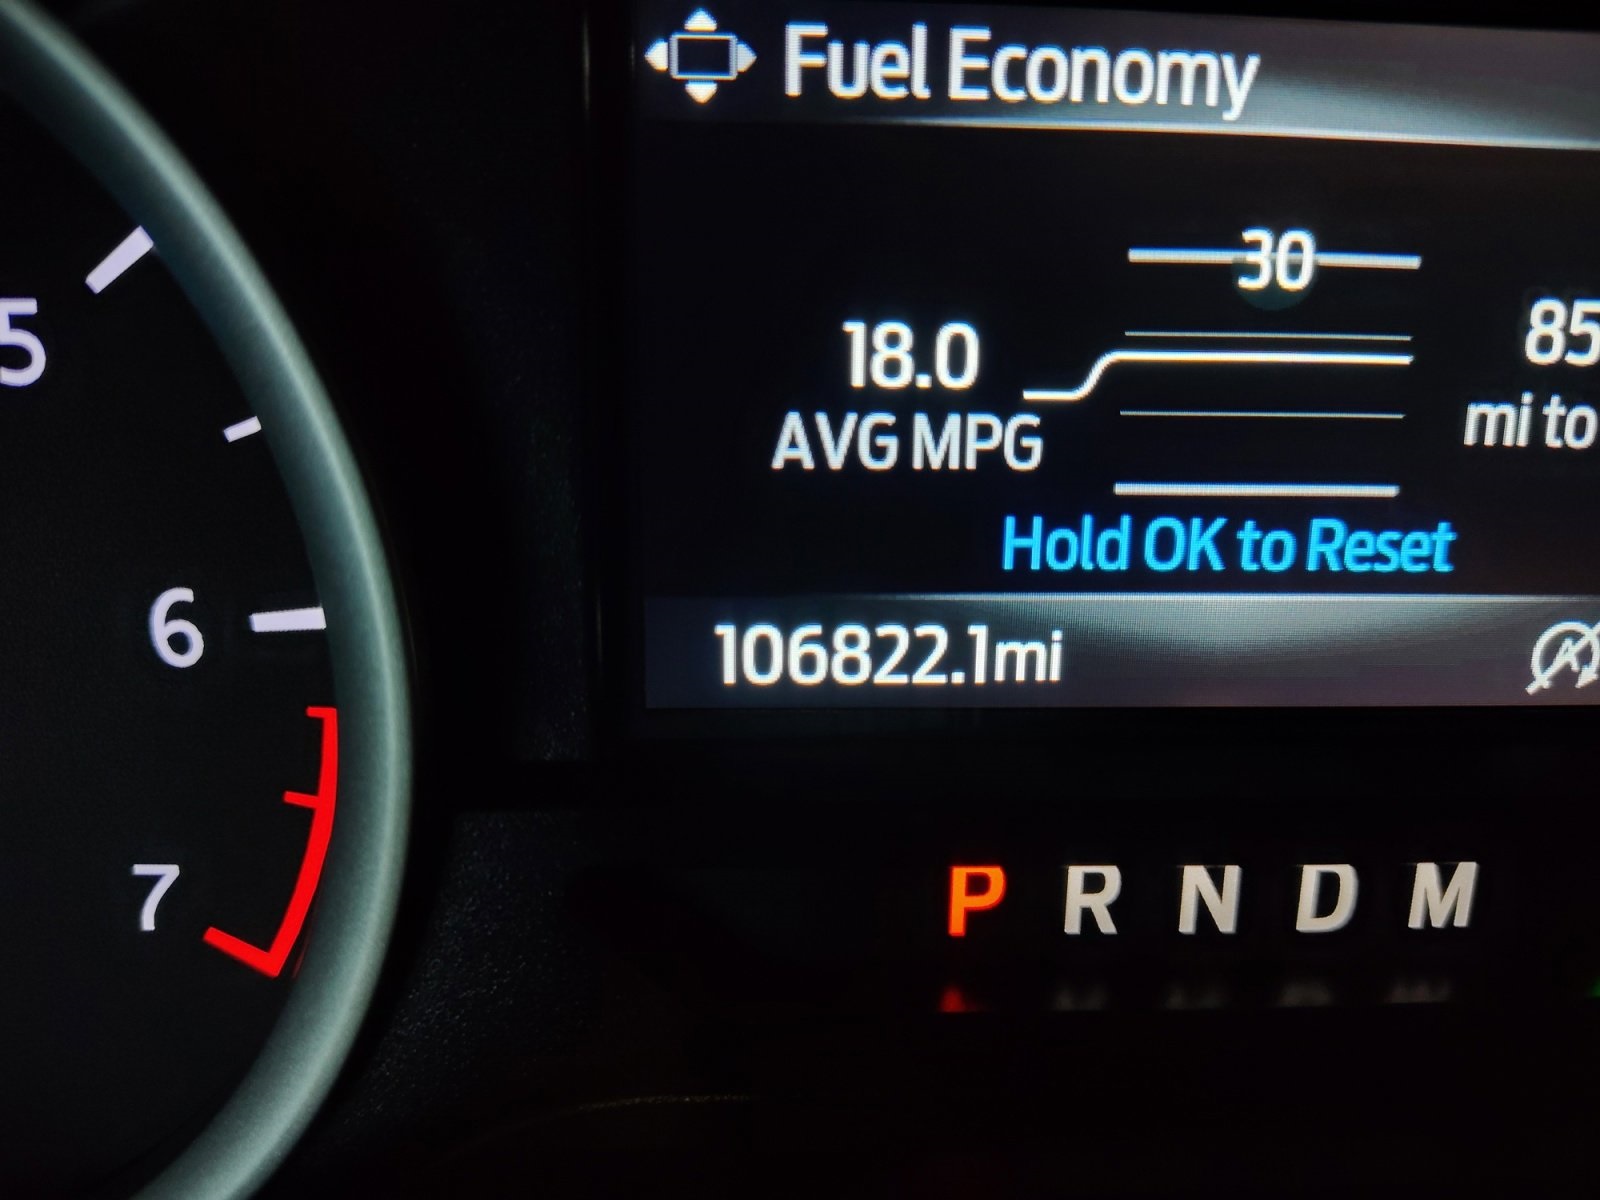 Fuel Economy
30
18.0
AVG MPG
85
mi to
Hold OK to Reset
106822.1mi
A
5
6
7
P R N D M